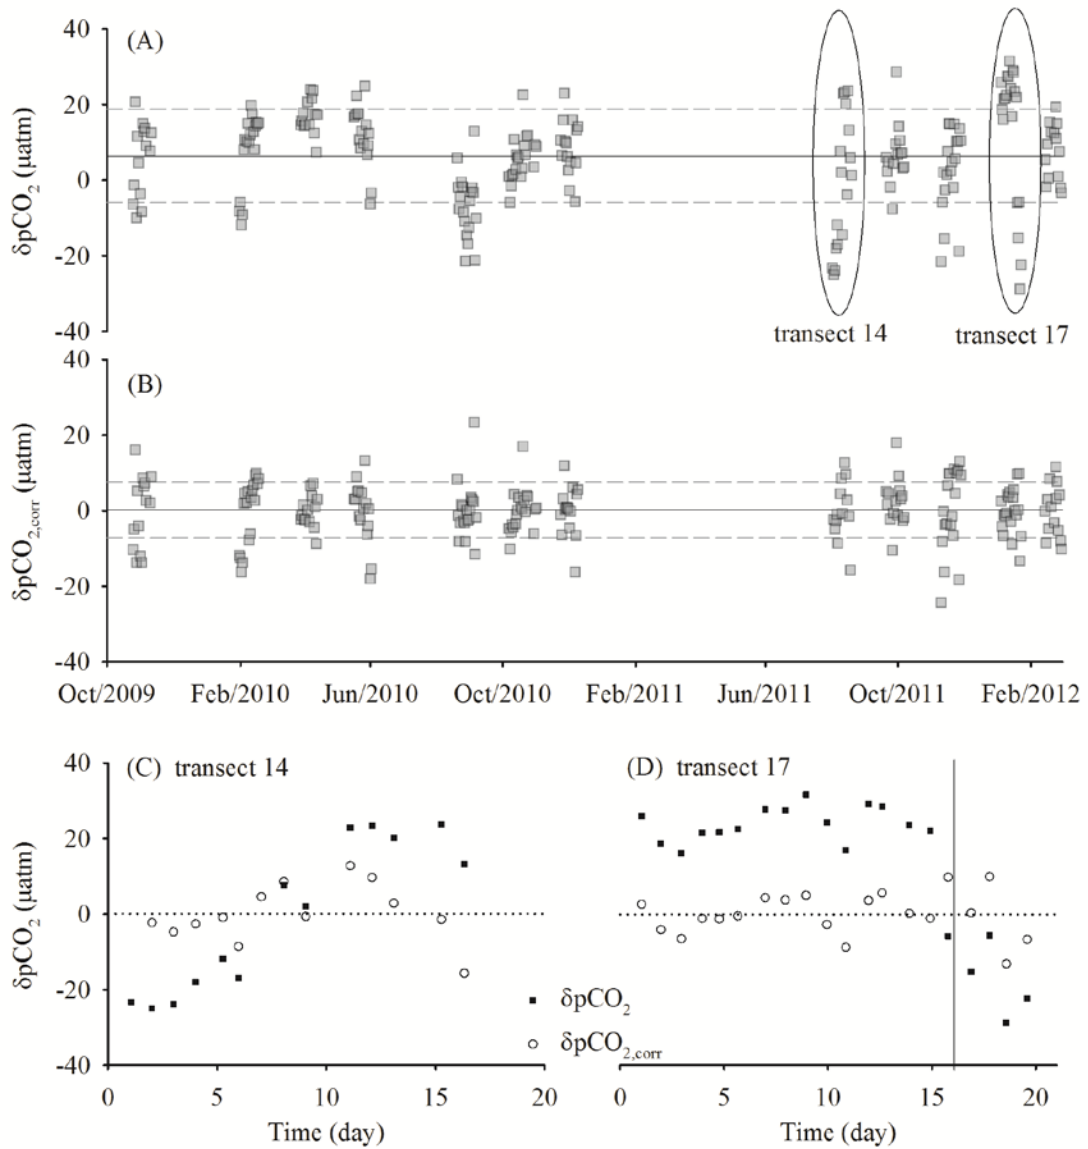 (A)
40
20
0
-20
-40
δpCO2 (μatm)
transect 14
transect 17
(B)
40
20
0
-20
-40
δpCO2,corr (μatm)
Oct/2009 Feb/2010 Jun/2010 Oct/2010 Feb/2011 Jun/2011 Oct/2011 Feb/2012
(C) transect 14
(D) transect 17
40
20
0
-20
-40
δpCO2 (μatm)
δpCO2
δpCO2,corr
0 5 10 15 20
0 5 10 15 20
Time (day)
Time (day)